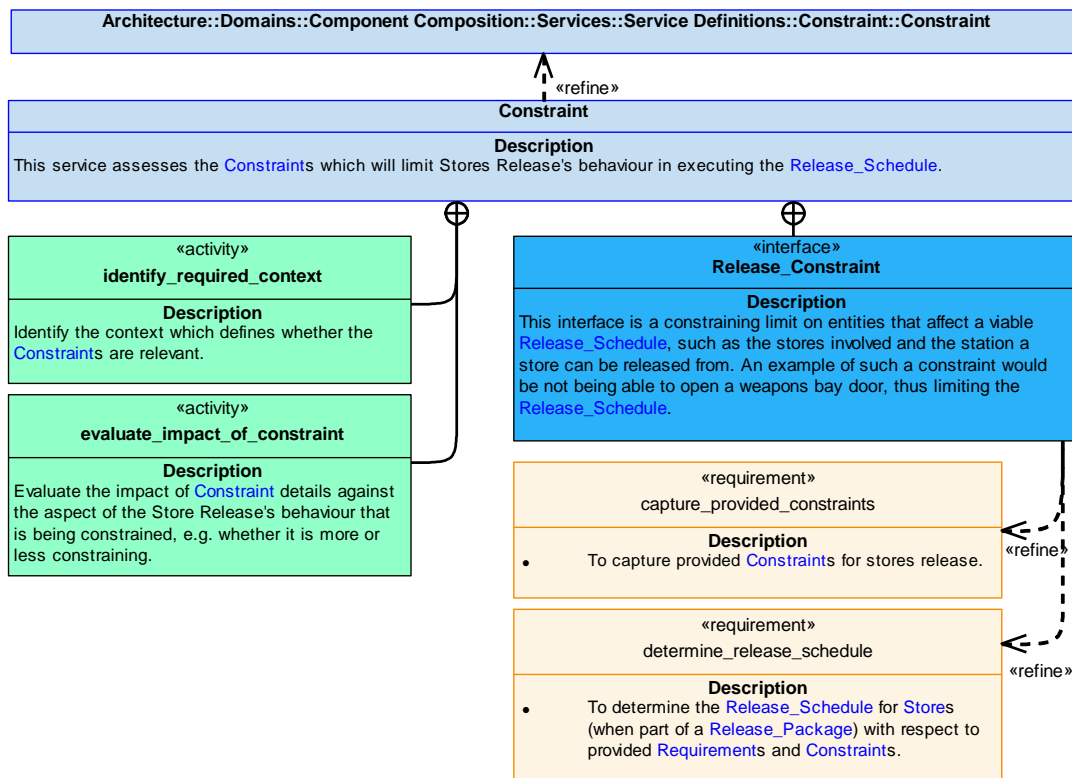 Architecture::Domains::Component Composition::Services::Service Definitions::Constraint::Constraint
«refine»
Constraint
Description
This service assesses the Constraints which will limit Stores Release's behaviour in executing the Release_Schedule.
«activity»
identify_required_context
Description
Identify the context which defines whether the
Constraints are relevant.
«activity»
evaluate_impact_of_constraint
Description
Evaluate the impact of Constraint details against
the aspect of the Store Release's behaviour that
is being constrained, e.g. whether it is more or
less constraining.
«interface»
Release_Constraint
Description
This interface is a constraining limit on entities that affect a viable
Release_Schedule, such as the stores involved and the station a
store can be released from. An example of such a constraint would
be not being able to open a weapons bay door, thus limiting the
Release_Schedule.
«requirement»
capture_provided_constraints
Description
• To capture provided Constraints for stores release.
«refine»
«requirement»
determine_release_schedule
Description
• To determine the Release_Schedule for Stores
(when part of a Release_Package) with respect to
provided Requirements and Constraints.
«refine»